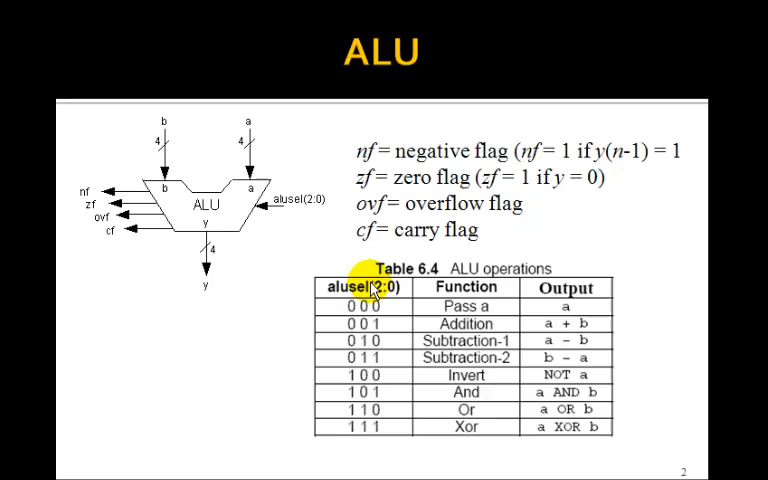 ALU
b
a
4
4
b
a
nf
ALU
alusel(2:0)
zf
ovf
y
cf
4
y
nf = negative flag (nf = 1 if y(n-1) = 1
zf = zero flag (zf = 1 if y = 0)
ovf = overflow flag
cf = carry flag
Table 6.4 ALU operations
alusel(2:0) Function Output
0 0 0 Pass a a
0 0 1 Addition a + b
0 1 0 Subtraction-1 a - b
0 1 1 Subtraction-2 b - a
1 0 0 Invert NOT a
1 0 1 And a AND b
1 1 0 Or a OR b
1 1 1 Xor a XOR b
2